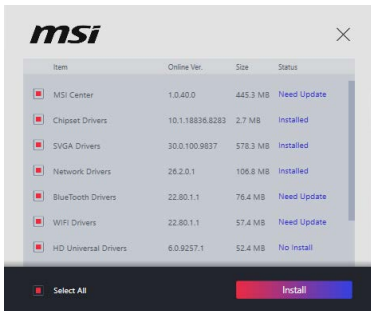 msi
Item Online Ver. Size Status
MSI Center 1.0.40.0 445.3 MB Need Update
Chipset Drivers 10.1.18836.8283 2.7 MB Installed
SVGA Drivers 30.0.100.9837 578.3 MB Installed
Network Drivers 26.2.0.1 106.8 MB Installed
BlueTooth Drivers 22.80.1.1 76.4 MB Need Update
WIFI Drivers 22.80.1.1 57.4 MB Need Update
HD Universal Drivers 6.0.9257.1 52.4 MB No Install
Select All Install